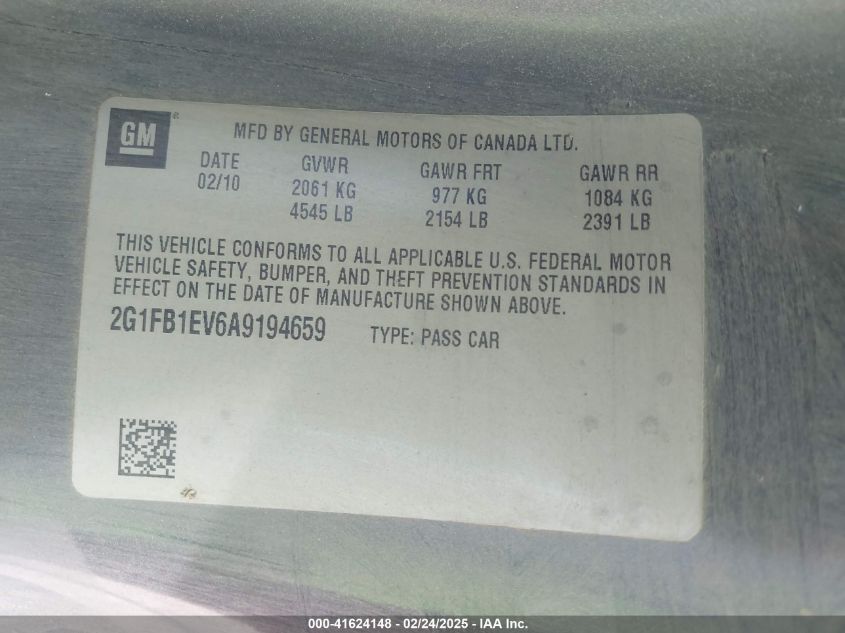 GM®
MFD BY GENERAL MOTORS OF CANADA LTD.
DATE GVWR GAWR FRT GAWR RR
02/10 2061 KG 977 KG 1084 KG
4545 LB 2154 LB 2391 LB
THIS VEHICLE CONFORMS TO ALL APPLICABLE U.S. FEDERAL MOTOR
VEHICLE SAFETY, BUMPER, AND THEFT PREVENTION STANDARDS IN
EFFECT ON THE DATE OF MANUFACTURE SHOWN ABOVE.
2G1FB1EV6A9194659 TYPE: PASS CAR
000-41624148 - 02/24/2025 - IAA Inc.